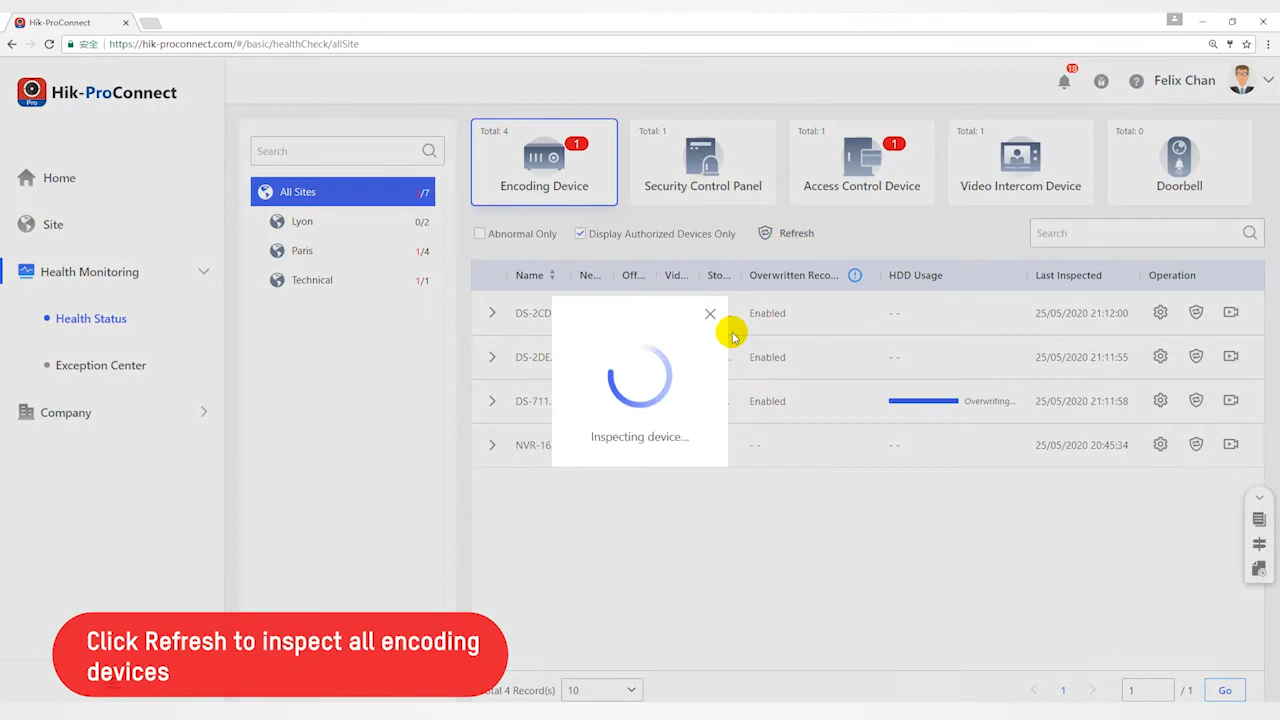 Hik-ProConnect
安全
https://hik-proconnect.com/#/basic/healthCheck/allSite
Pro
Hik-ProConnect
18
Felix Chan
Home
Site
Health Monitoring
Health Status
Exception Center
Company
Search
All Sites /7
Lyon 0/2
Paris 1/4
Technical 1/1
Total: 4
1
Encoding Device
Total: 1
Security Control Panel
Total: 1
1
Access Control Device
Total: 1
Video Intercom Device
Total: 0
Doorbell
Abnormal Only
Display Authorized Devices Only
Refresh
Search
Name Ne... Off... Vid... Sto... Overwritten Reco... HDD Usage Last Inspected Operation
DS-2CD Enabled - - 25/05/2020 21:12:00
DS-2DE. Enabled - - 25/05/2020 21:11:55
DS-711. Enabled Overwriting... 25/05/2020 21:11:58
NVR-16 - - - - 25/05/2020 20:45:34
Inspecting device...
Click Refresh to inspect all encoding
devices
tal 4 Record(s) 10 1 1 / 1 Go